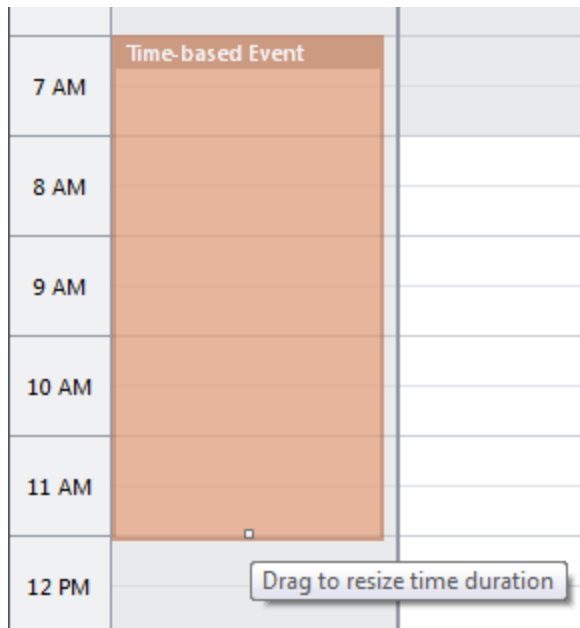 Time-based Event
7 AM
8 AM
9 AM
10 AM
11 AM
12 PM
Drag to resize time duration